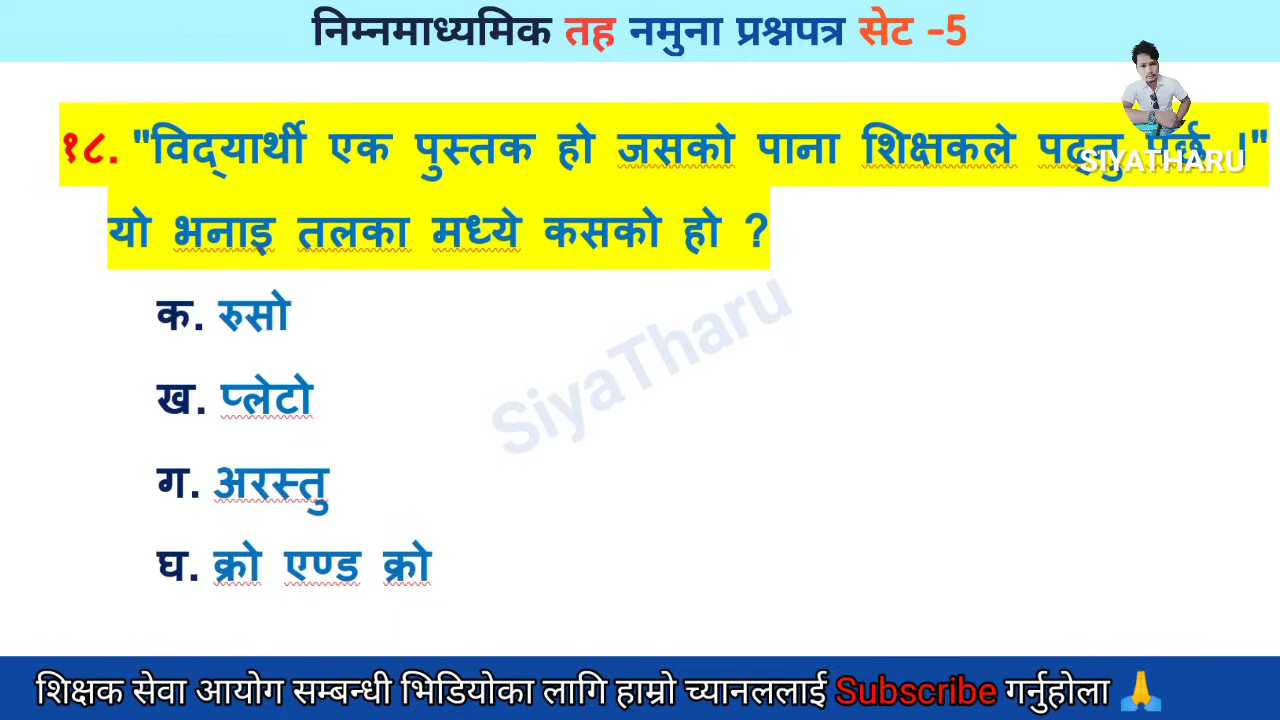 निम्नमाध्यमिक तह नमुना प्रश्नपत्र सेट -5
१८. "विद्यार्थी एक पुस्तक हो जसको पाना शिक्षकले पढ्नु पर्छ ।"
SIYATHARU
यो भनाइ तलका मध्ये कसको हो ?
क. रुसो
ख. प्लेटो
ग. अरस्तु
घ. क्रो एण्ड क्रो
SiyaTharu
शिक्षक सेवा आयोग सम्बन्धी भिडियोका लागि हाम्रो च्यानललाई Subscribe गर्नुहोला 🙏